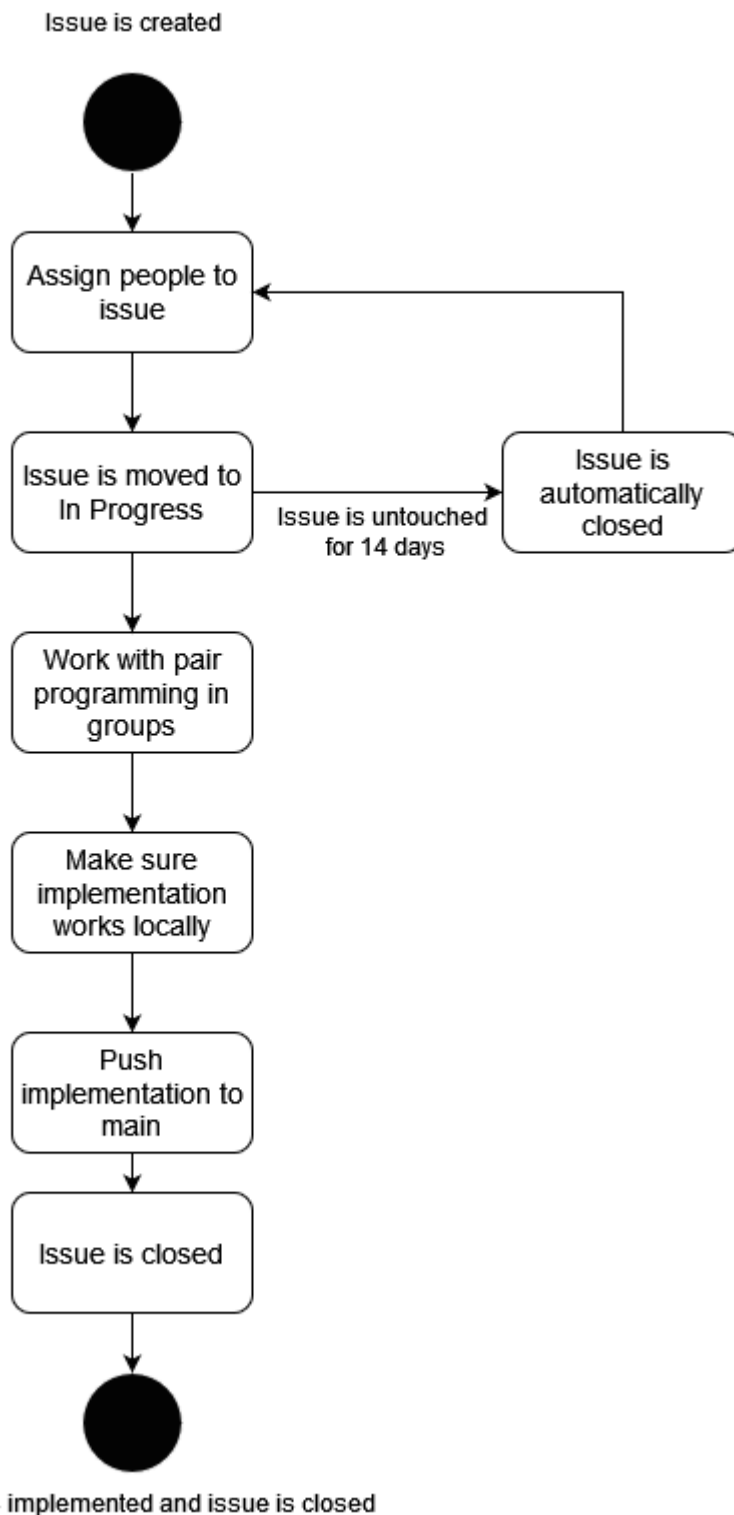 Issue is created
Assign people to
issue
Issue is moved to
In Progress
Issue is untouched
for 14 days
Issue is
automatically
closed
Work with pair
programming in
groups
Make sure
implementation
works locally
Push
implementation to
main
Issue is closed
implemented and issue is closed